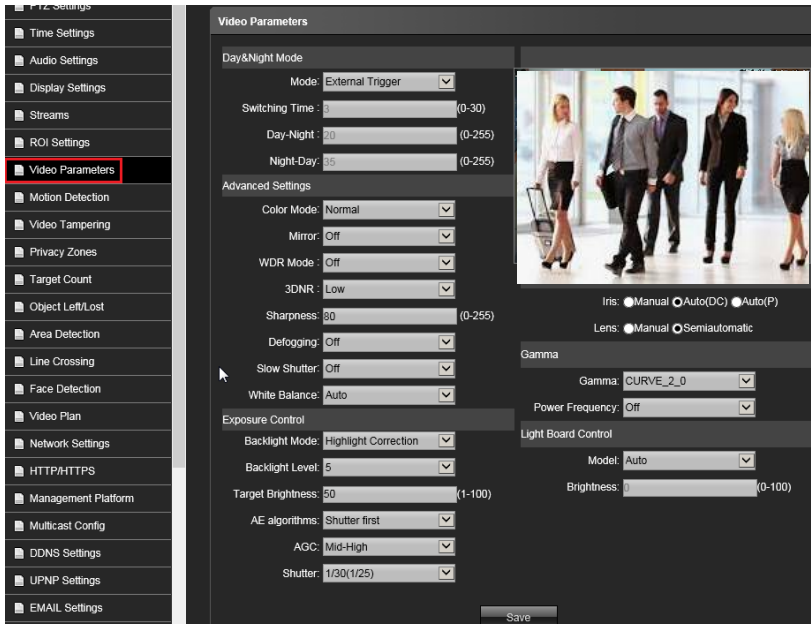 PTZ Settings
Time Settings
Audio Settings
Display Settings
Streams
ROI Settings
Video Parameters
Motion Detection
Video Tampering
Privacy Zones
Target Count
Object Left/Lost
Area Detection
Line Crossing
Face Detection
Video Plan
Network Settings
HTTP/HTTPS
Management Platform
Multicast Config
DDNS Settings
UPNP Settings
EMAIL Settings
Video Parameters
Day&Night Mode
Mode: External Trigger
Switching Time : 3 (0-30)
Day-Night : 20 (0-255)
Night-Day: 35 (0-255)
Advanced Settings
Color Mode: Normal
Mirror: Off
WDR Mode : Off
3DNR : Low
Sharpness: 80 (0-255)
Defogging: Off
Slow Shutter: Off
White Balance: Auto
Exposure Control
Backlight Mode: Highlight Correction
Backlight Level: 5
Target Brightness: 50 (1-100)
AE algorithms: Shutter first
AGC: Mid-High
Shutter: 1/30(1/25)
Iris: Manual Auto(DC) Auto(P)
Lens: Manual Semiautomatic
Gamma
Gamma: CURVE_2_0
Power Frequency: Off
Light Board Control
Model: Auto
Brightness: 0 (0-100)
Save